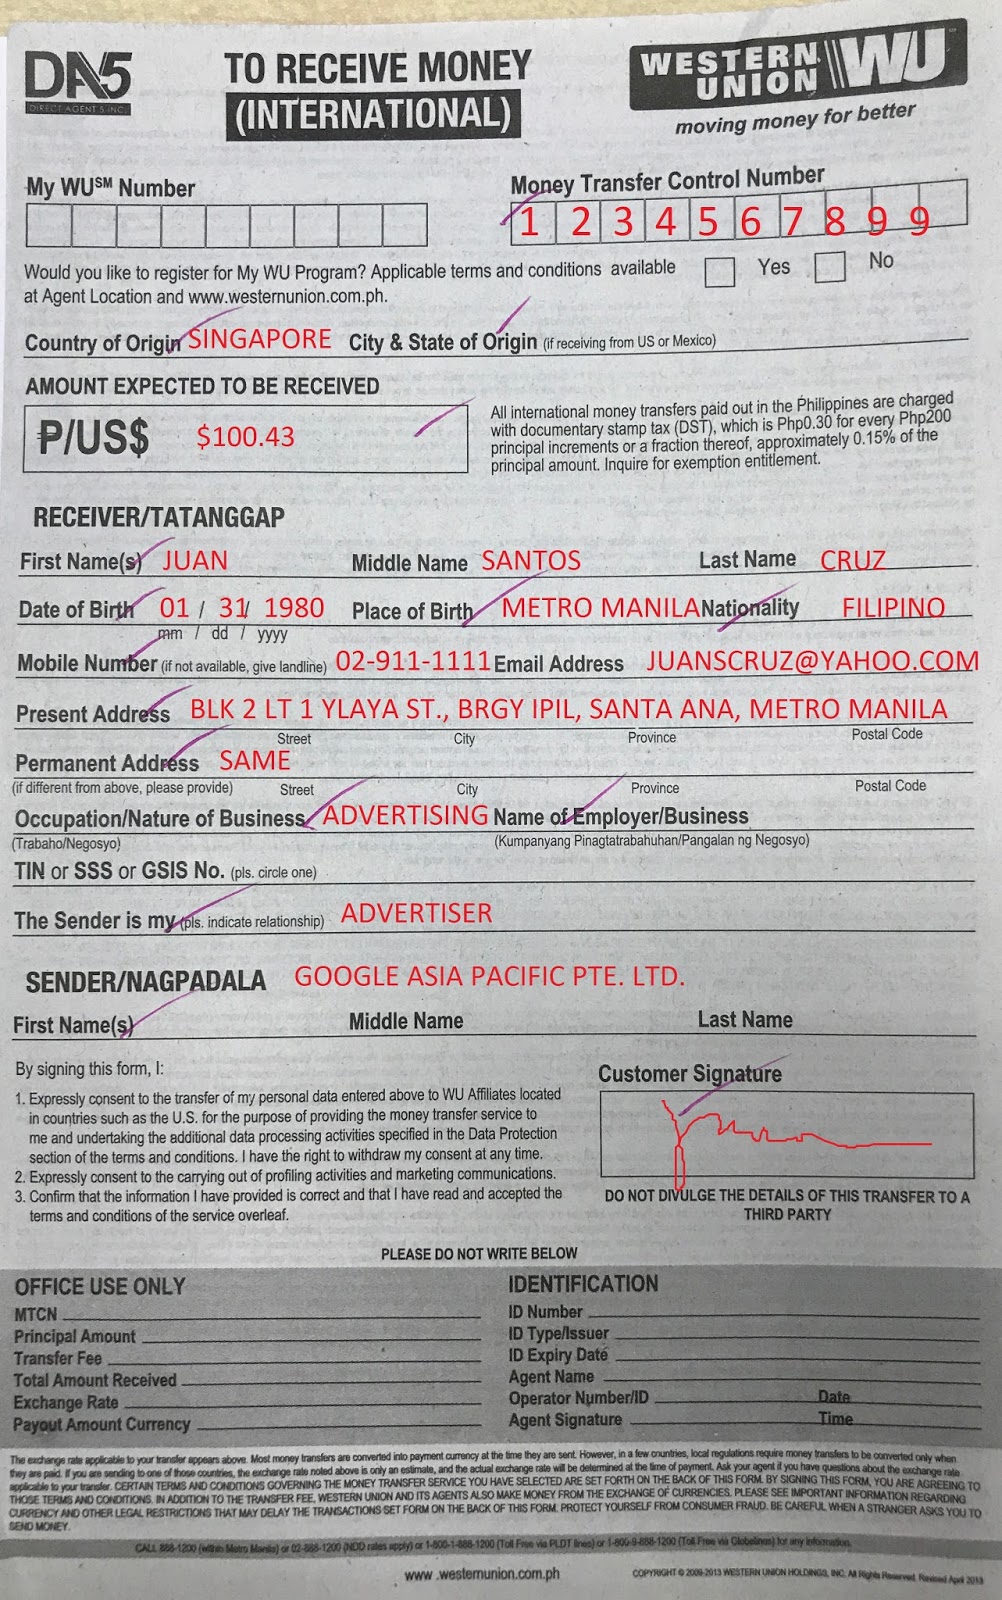 DA5 TO RECEIVE MONEY WESTERN UNION WU
DIRECT AGENT 5 INC. (INTERNATIONAL) moving money for better
My WU℠ Number Money Transfer Control Number
1 2 3 4 5 6 7 8 9 9
Would you like to register for My WU Program? Applicable terms and conditions available Yes No
at Agent Location and www.westernunion.com.ph.
Country of Origin SINGAPORE City & State of Origin (if receiving from US or Mexico)
AMOUNT EXPECTED TO BE RECEIVED
P/US$ $100.43
All international money transfers paid out in the Philippines are charged
with documentary stamp tax (DST), which is Php0.30 for every Php200
principal increments or a fraction thereof, approximately 0.15% of the
principal amount. Inquire for exemption entitlement.
RECEIVER/TATANGGAP
First Name(s) JUAN Middle Name SANTOS Last Name CRUZ
Date of Birth 01 / 31/ 1980 Place of Birth METRO MANILA Nationality FILIPINO
mm / dd / yyyy
Mobile Number (if not available, give landline) 02-911-1111 Email Address JUANSCRUZ@YAHOO.COM
Present Address BLK 2 LT 1 YLAYA ST., BRGY IPIL, SANTA ANA, METRO MANILA
Street City Province Postal Code
Permanent Address SAME
(if different from above, please provide) Street City Province Postal Code
Occupation/Nature of Business ADVERTISING Name of Employer/Business
(Trabaho/Negosyo) (Kumpanyang Pinagtatrabahuhan/Pangalan ng Negosyo)
TIN or SSS or GSIS No. (pls. circle one)
The Sender is my (pls. indicate relationship) ADVERTISER
SENDER/NAGPADALA GOOGLE ASIA PACIFIC PTE. LTD.
First Name(s) Middle Name Last Name
By signing this form, I:
1. Expressly consent to the transfer of my personal data entered above to WU Affiliates located
in countries such as the U.S. for the purpose of providing the money transfer service to
me and undertaking the additional data processing activities specified in the Data Protection
section of the terms and conditions. I have the right to withdraw my consent at any time.
2. Expressly consent to the carrying out of profiling activities and marketing communications.
3. Confirm that the information I have provided is correct and that I have read and accepted the
terms and conditions of the service overleaf.
Customer Signature
DO NOT DIVULGE THE DETAILS OF THIS TRANSFER TO A
THIRD PARTY
PLEASE DO NOT WRITE BELOW
OFFICE USE ONLY
MTCN
Principal Amount
Transfer Fee
Total Amount Received
Exchange Rate
Payout Amount Currency
IDENTIFICATION
ID Number
ID Type/Issuer
ID Expiry Date
Agent Name
Operator Number/ID Date
Agent Signature Time
The exchange rate applicable to your transfer appears above. Most money transfers are converted into payment currency at the time they are sent. However, in a few countries, local regulations require money transfers to be converted only when
they are paid. If you are sending to one of those countries, the exchange rate noted above is only an estimate, and the actual exchange rate will be determined at the time of payment. Ask your agent if you have questions about the exchange rate
applicable to your transfer. CERTAIN TERMS AND CONDITIONS GOVERNING THE MONEY TRANSFER SERVICE YOU HAVE SELECTED ARE SET FORTH ON THE BACK OF THIS FORM. BY SIGNING THIS FORM, YOU ARE AGREEING TO
THOSE TERMS AND CONDITIONS. IN ADDITION TO THE TRANSFER FEE, WESTERN UNION AND ITS AGENTS ALSO MAKE MONEY FROM THE EXCHANGE OF CURRENCIES. PLEASE SEE IMPORTANT INFORMATION REGARDING
CURRENCY AND OTHER LEGAL RESTRICTIONS THAT MAY DELAY THE TRANSACTIONS SET FORM ON THE BACK OF THIS FORM. PROTECT YOURSELF FROM CONSUMER FRAUD. BE CAREFUL WHEN A STRANGER ASKS YOU TO
SEND MONEY.
CALL 888-1200 (within Metro Manila) or 02-888-1200 (NDD rates apply) or 1-800-1-888-1200 (Toll Free via PLDT lines) or 1-800-9-888-1200 (Toll Free via Globelines) for any information.
www .westernunion.com.ph COPYRIGHT © 2009-2013 WESTERN UNION HOLDINGS, INC. All Rights Reserved. Revised April 2013